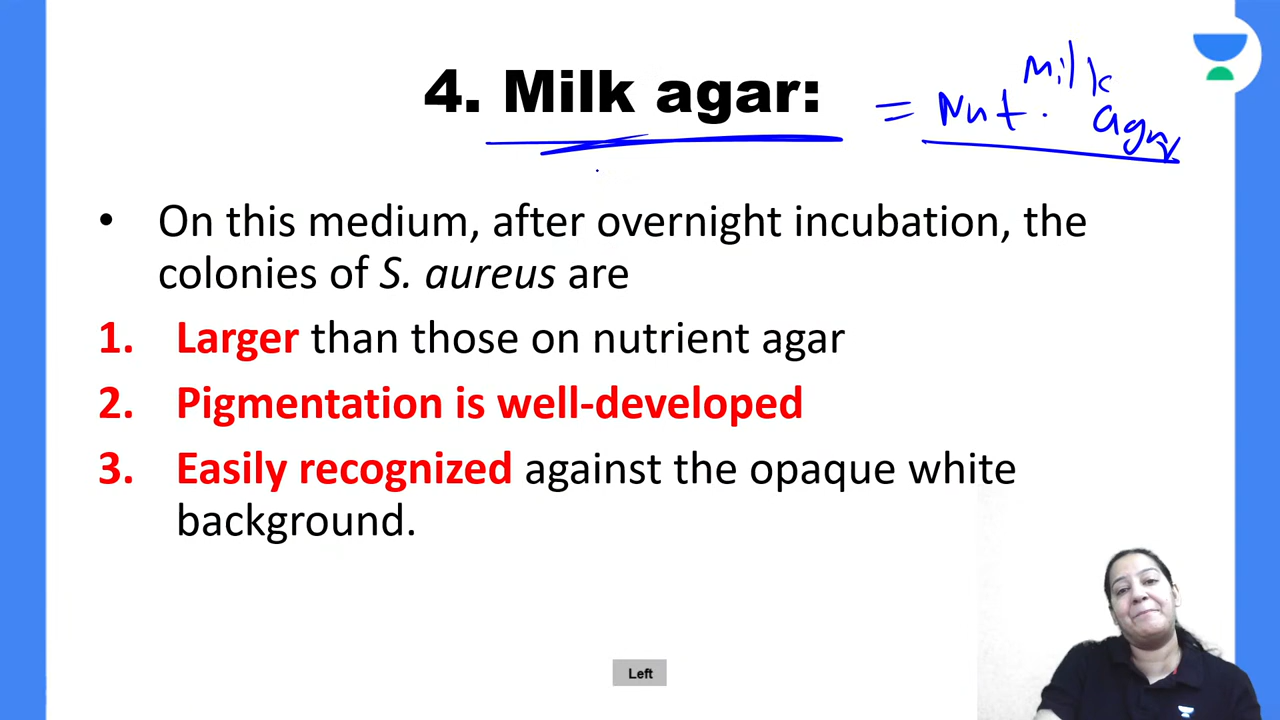 4. Milk agar:
= Nut. Milk agar
• On this medium, after overnight incubation, the
colonies of S. aureus are
1. Larger than those on nutrient agar
2. Pigmentation is well-developed
3. Easily recognized against the opaque white
background.
Left